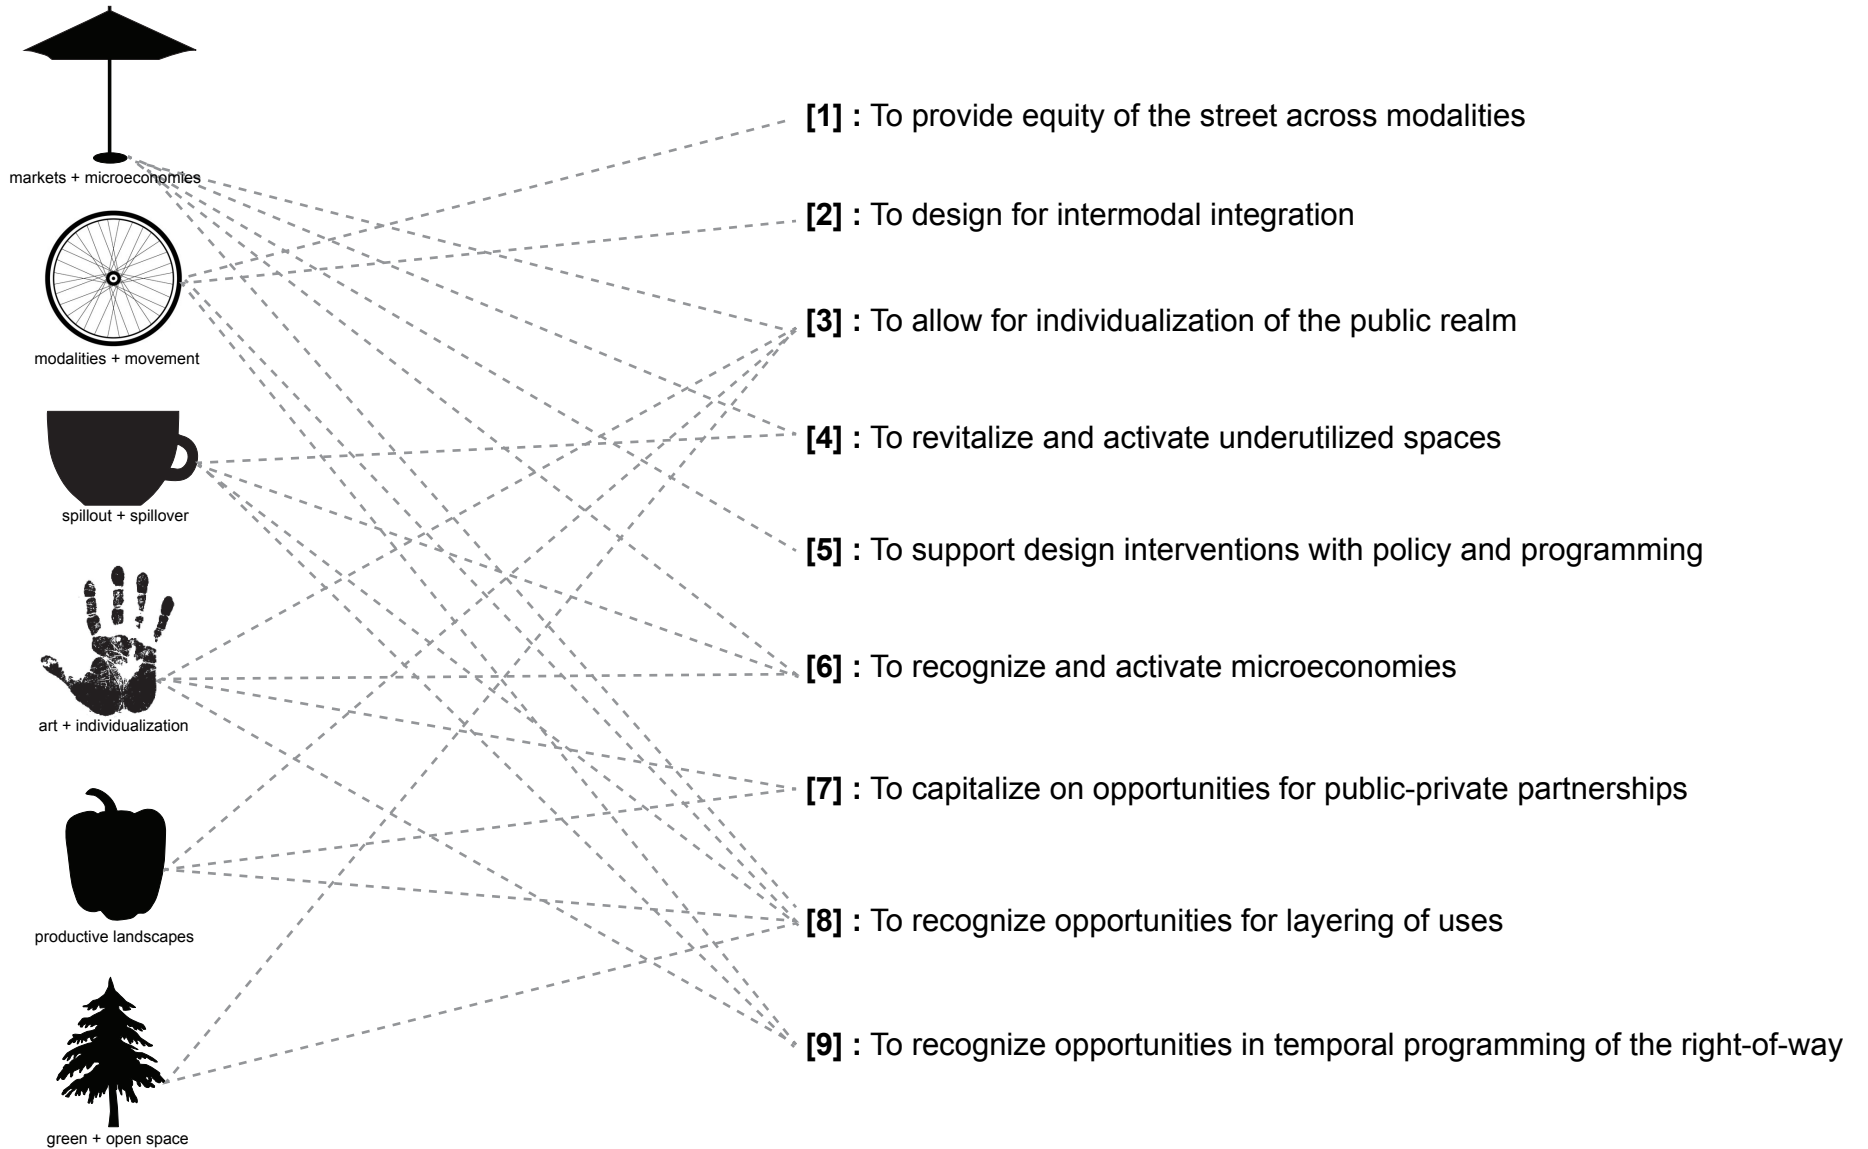 markets + microeconomies
modalities + movement
spillout + spillover
art + individualization
productive landscapes
green + open space
[1] : To provide equity of the street across modalities
[2] : To design for intermodal integration
[3] : To allow for individualization of the public realm
[4] : To revitalize and activate underutilized spaces
[5] : To support design interventions with policy and programming
[6] : To recognize and activate microeconomies
[7] : To capitalize on opportunities for public-private partnerships
[8] : To recognize opportunities for layering of uses
[9] : To recognize opportunities in temporal programming of the right-of-way